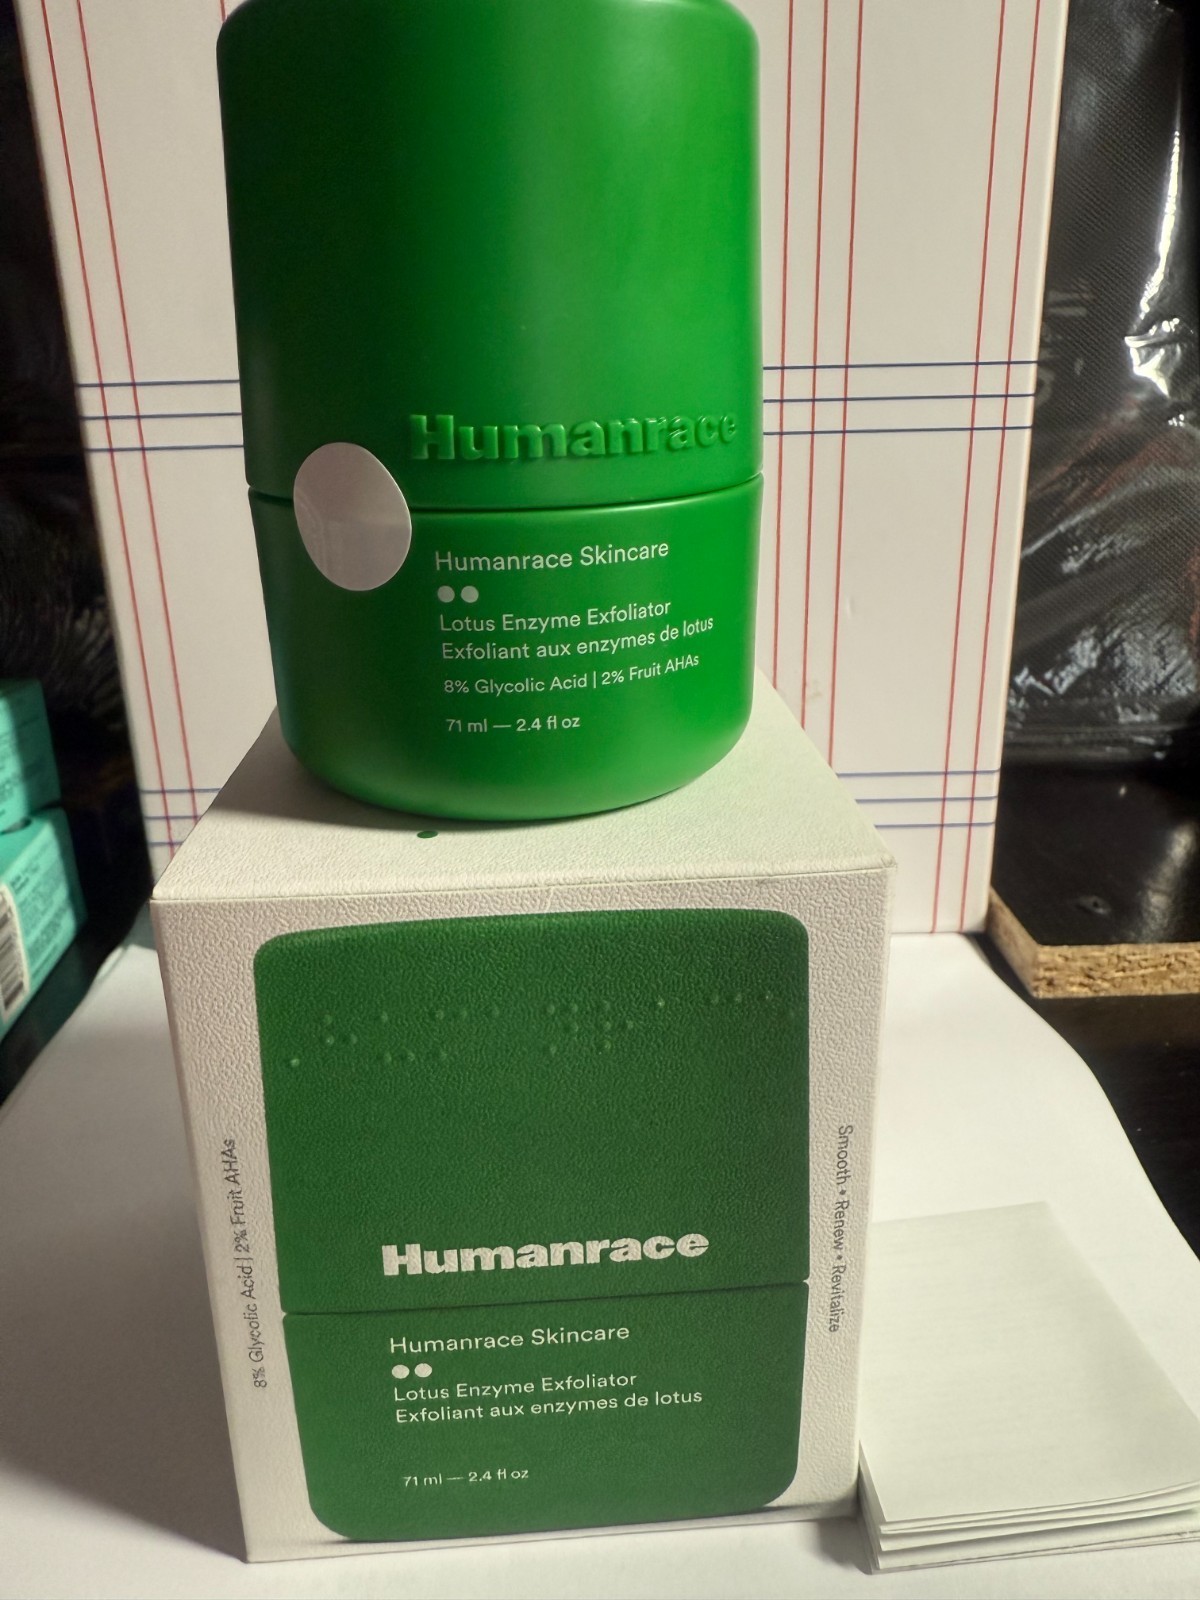 Humanrace
Humanrace Skincare
Lotus Enzyme Exfoliator
Exfoliant aux enzymes de lotus
8% Glycolic Acid | 2% Fruit AHAs
71 ml — 2.4 fl oz
Humanrace
Humanrace Skincare
Lotus Enzyme Exfoliator
Exfoliant aux enzymes de lotus
71 ml — 2.4 fl oz
8% Glycolic Acid | 2% Fruit AHAs
Smooth • Renew • Revitalize